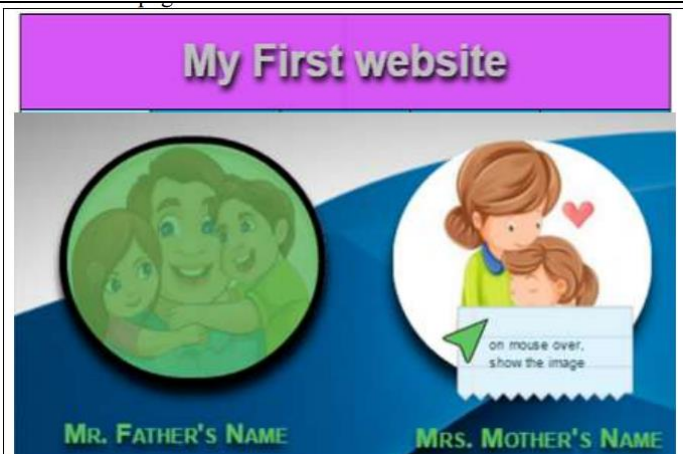 My First website
on mouse over,
show the image
MR. FATHER'S NAME
MRS. MOTHER'S NAME